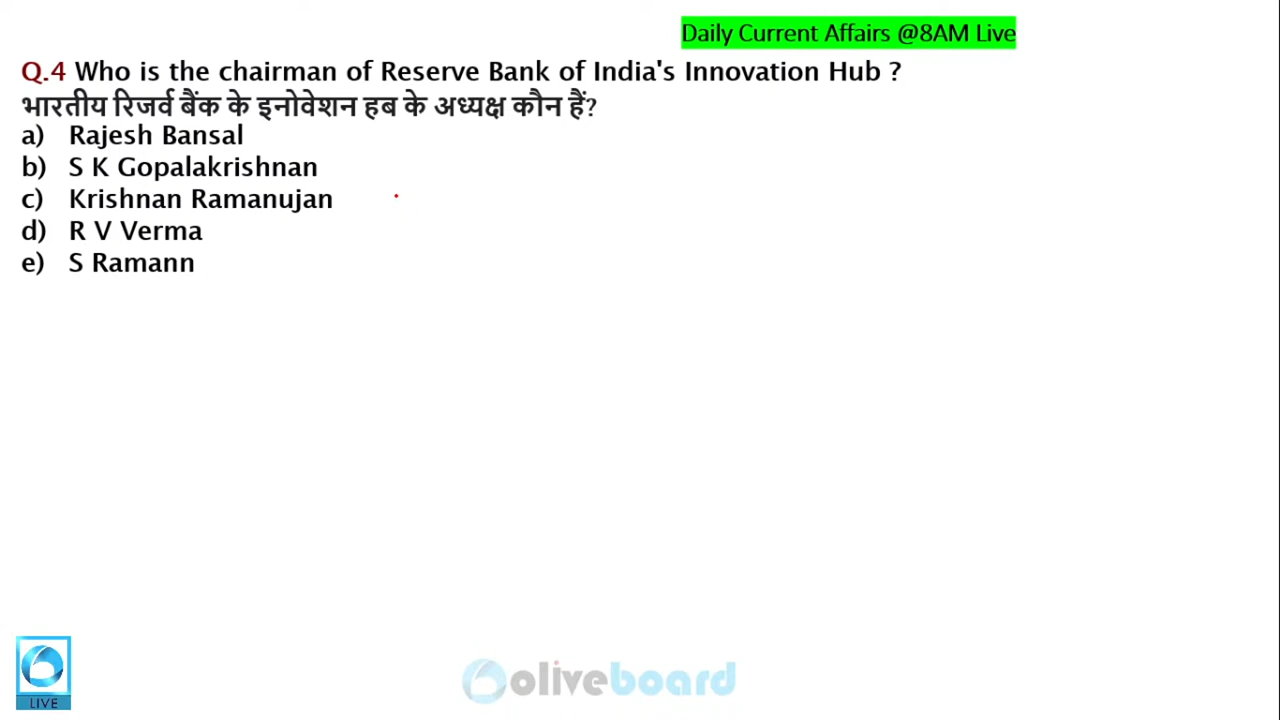 Daily Current Affairs @8AM Live
Q.4 Who is the chairman of Reserve Bank of India's Innovation Hub ?
भारतीय रिजर्व बैंक के इनोवेशन हब के अध्यक्ष कौन हैं?
a) Rajesh Bansal
b) S K Gopalakrishnan
c) Krishnan Ramanujan
d) R V Verma
e) S Ramann
LIVE
oliveboard